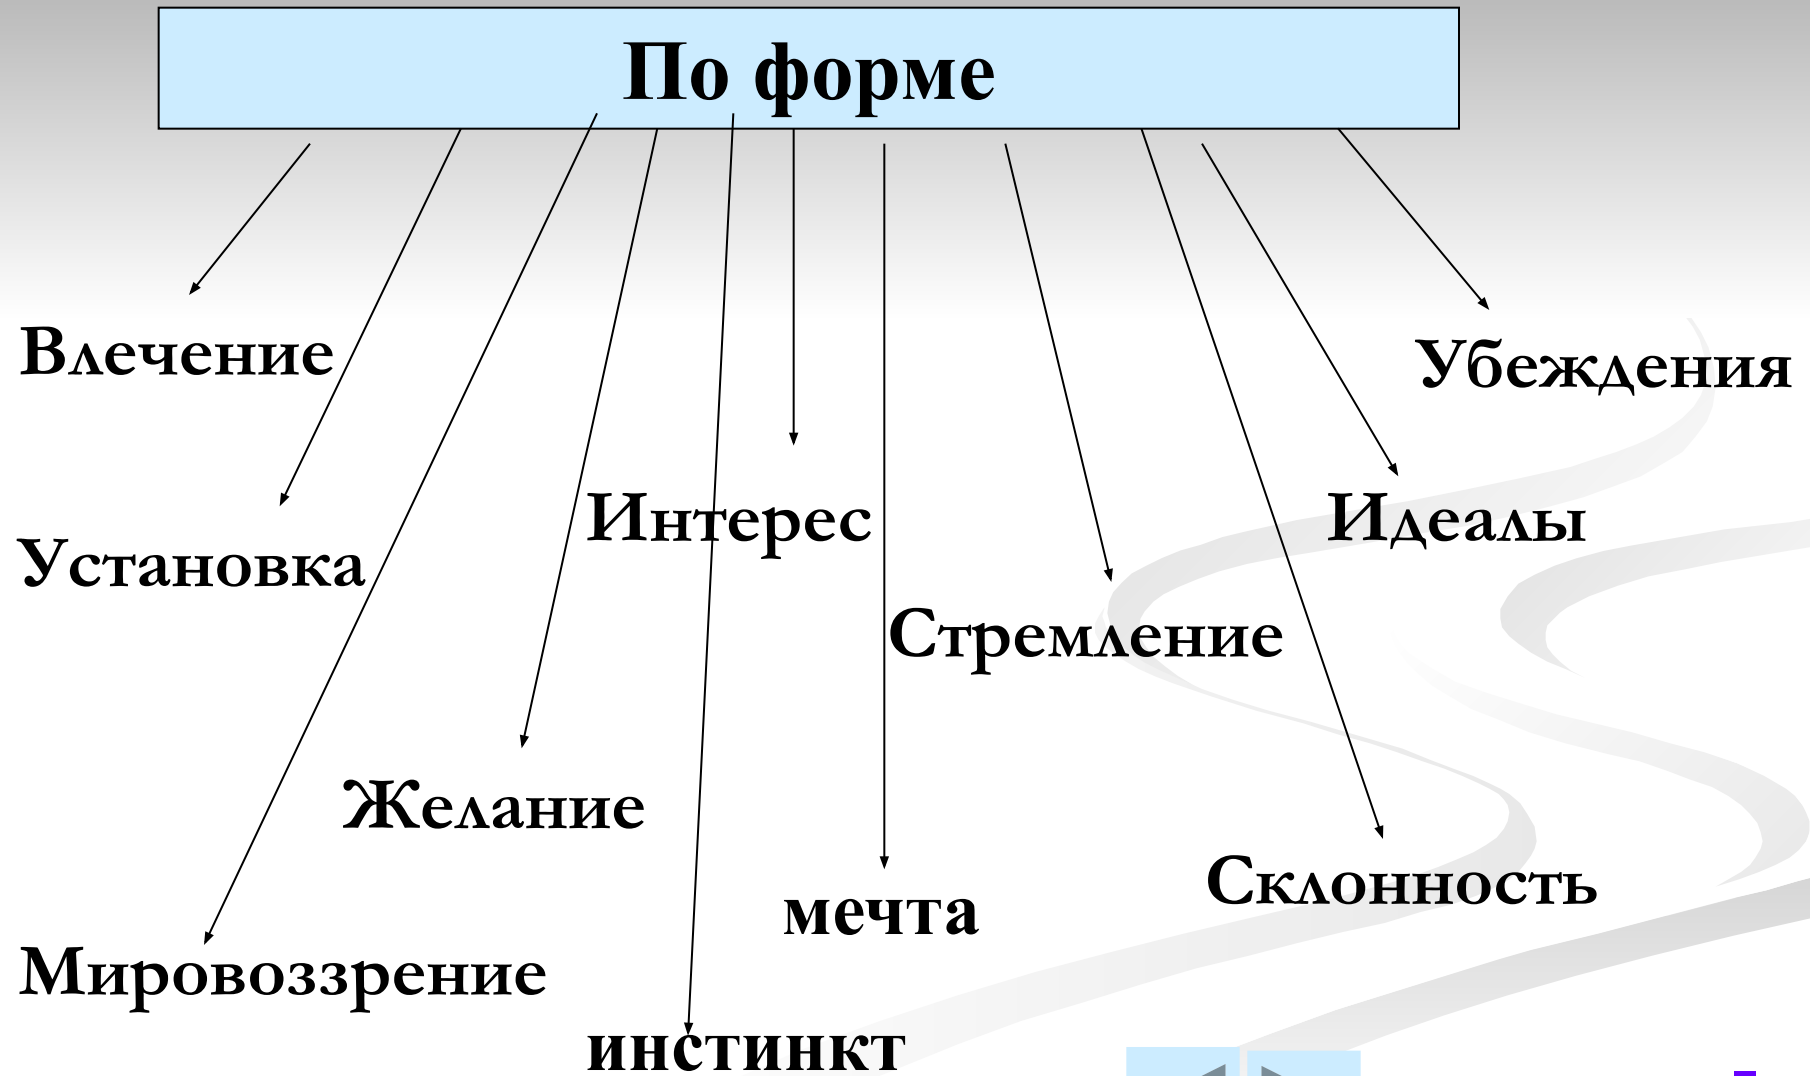 По форме
Влечение
Убеждения
Интерес
Идеалы
Установка
Стремление
Желание
Склонность
мечта
Мировоззрение
инстинкт